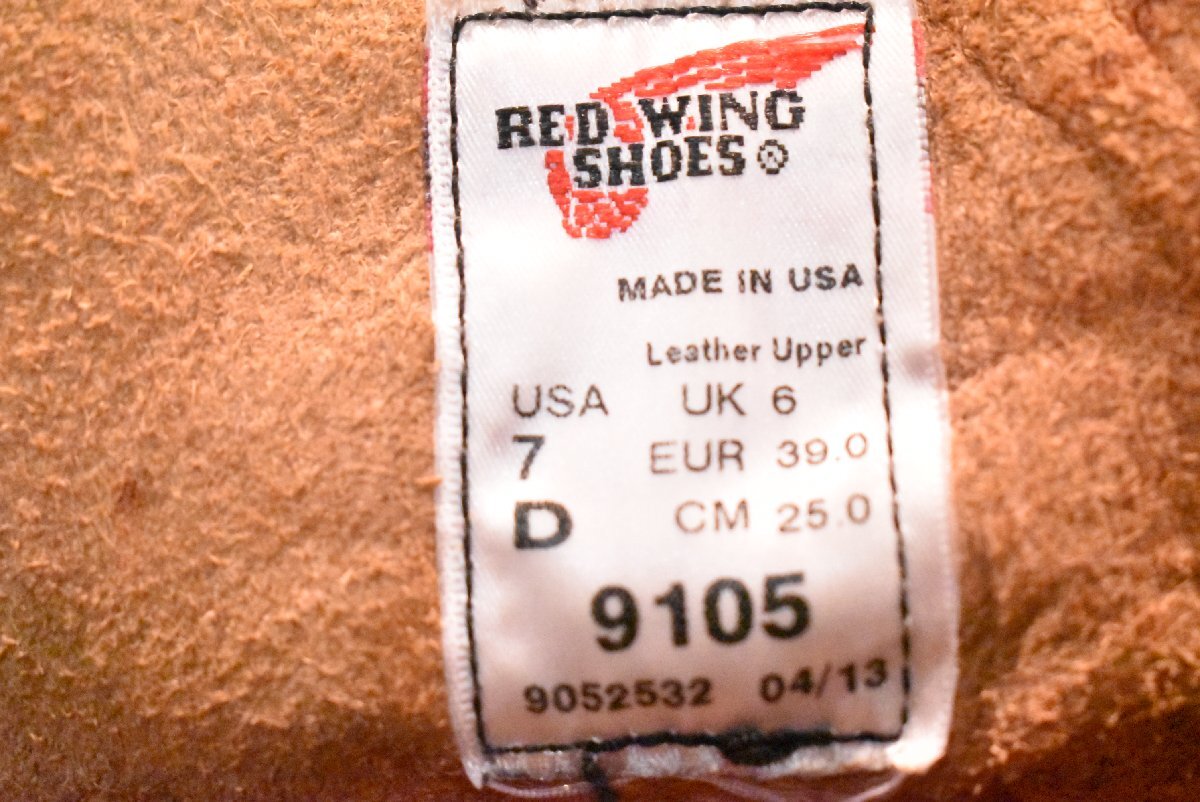 RED WING
SHOES®
MADE IN USA
Leather Upper
USA UK 6
7 EUR 39.0
D CM 25.0
9105
9052532 04/13